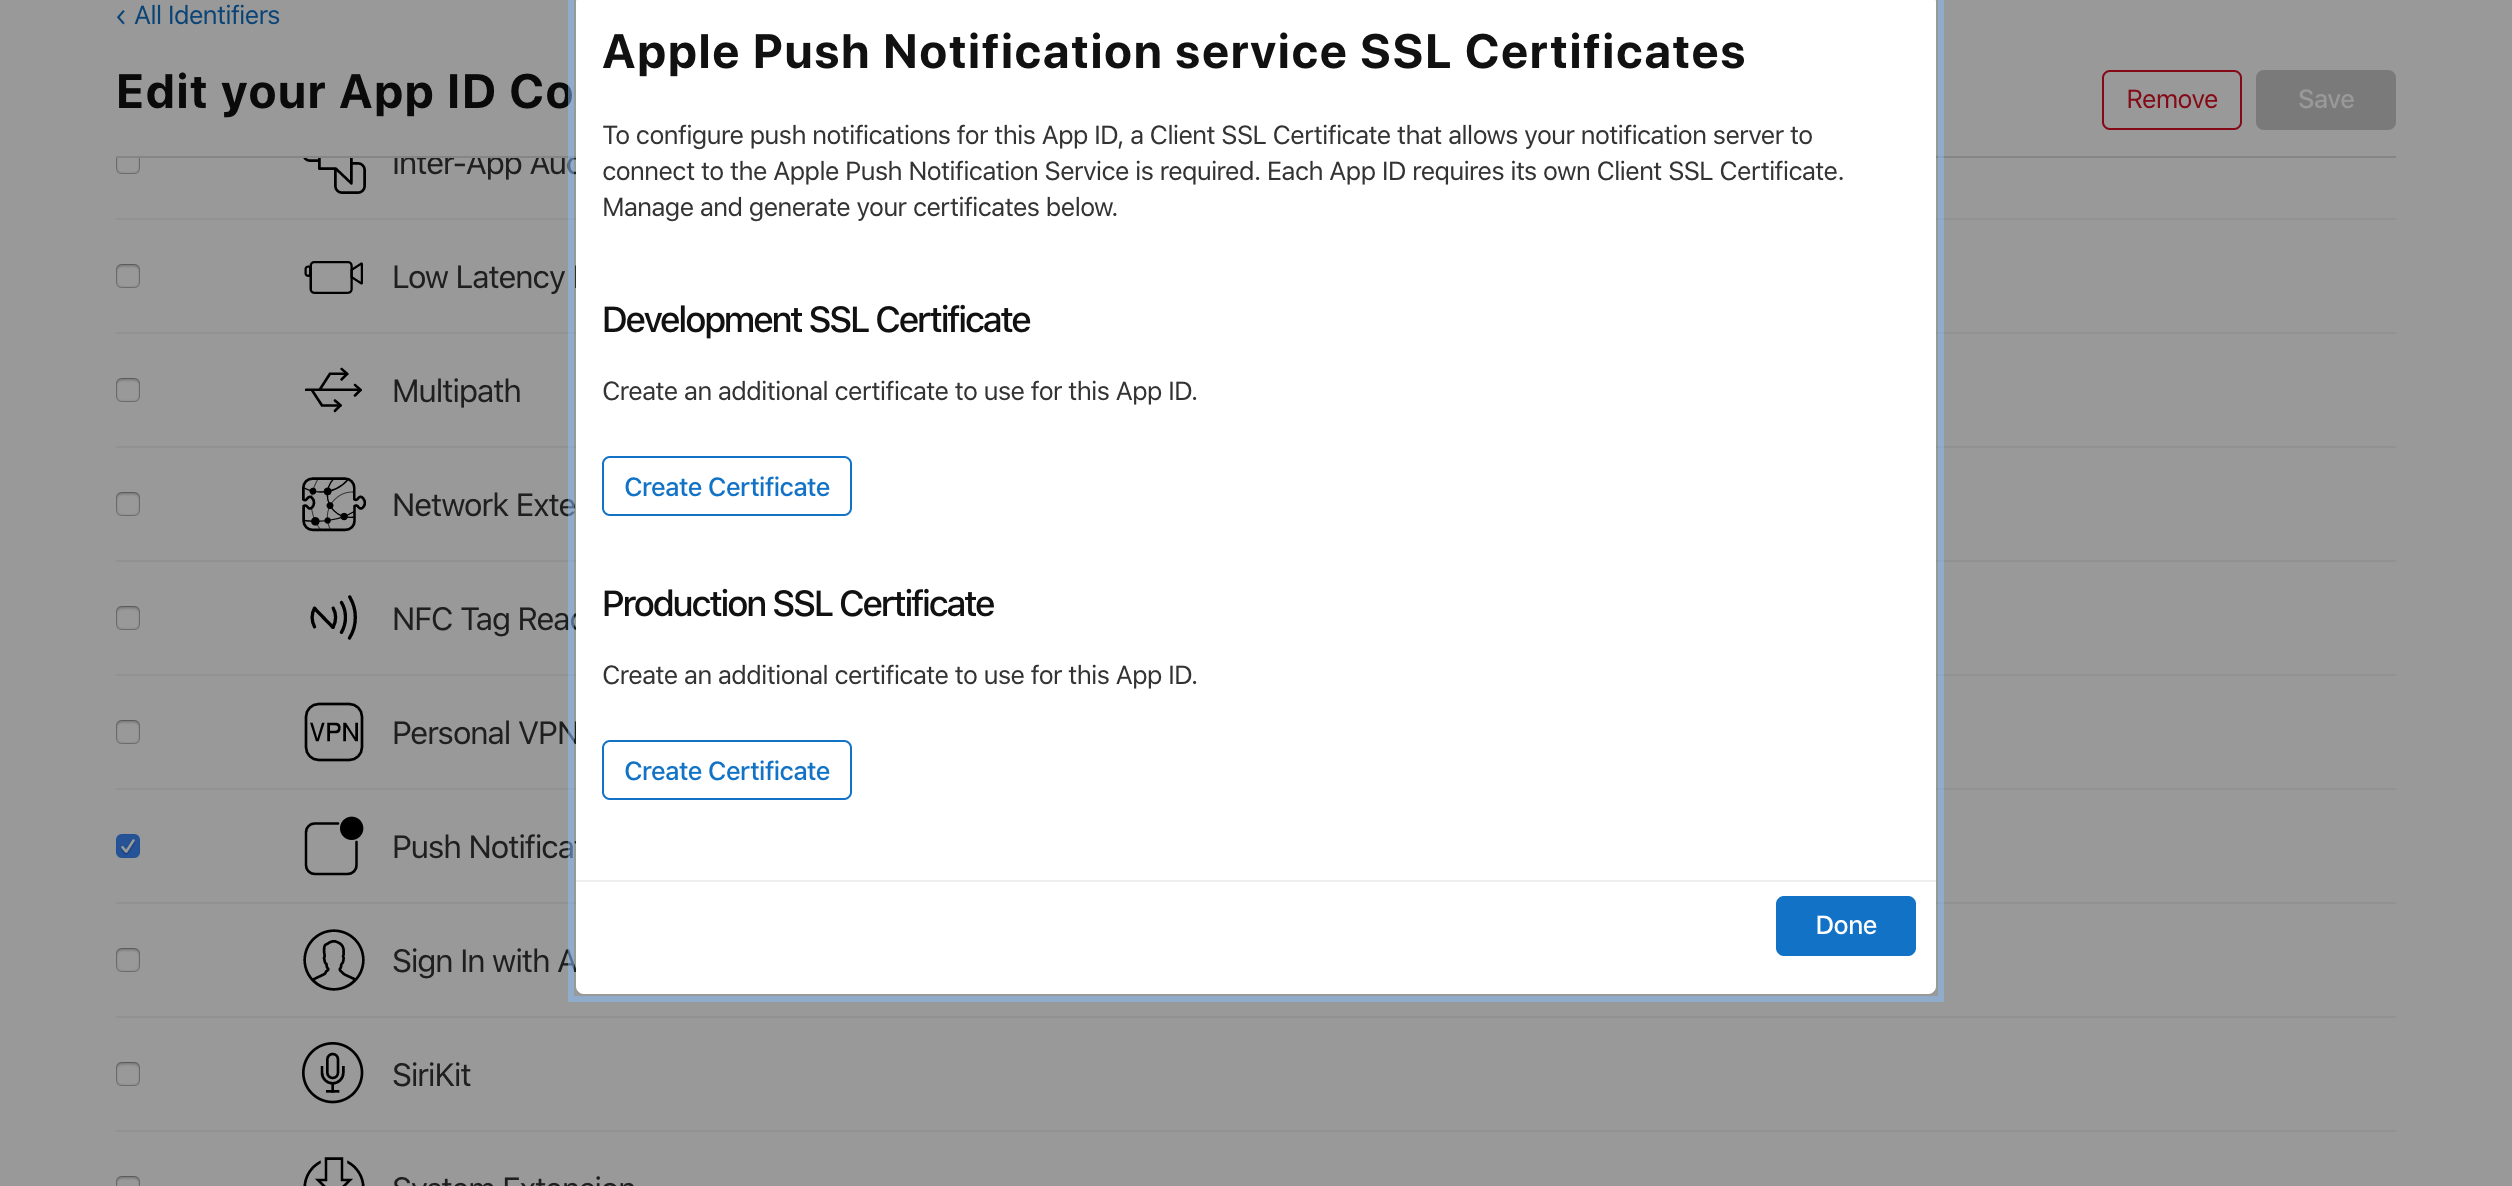 All Identifiers
Edit your App ID Co
Remove
Save
Inter-App Aud
Low Latency
Multipath
Network Exte
NFC Tag Read
VPN
Personal VPN
Push Notificat
Sign In with A
SiriKit
System Extension
Apple Push Notification service SSL Certificates
To configure push notifications for this App ID, a Client SSL Certificate that allows your notification server to
connect to the Apple Push Notification Service is required. Each App ID requires its own Client SSL Certificate.
Manage and generate your certificates below.
Development SSL Certificate
Create an additional certificate to use for this App ID.
Create Certificate
Production SSL Certificate
Create an additional certificate to use for this App ID.
Create Certificate
Done